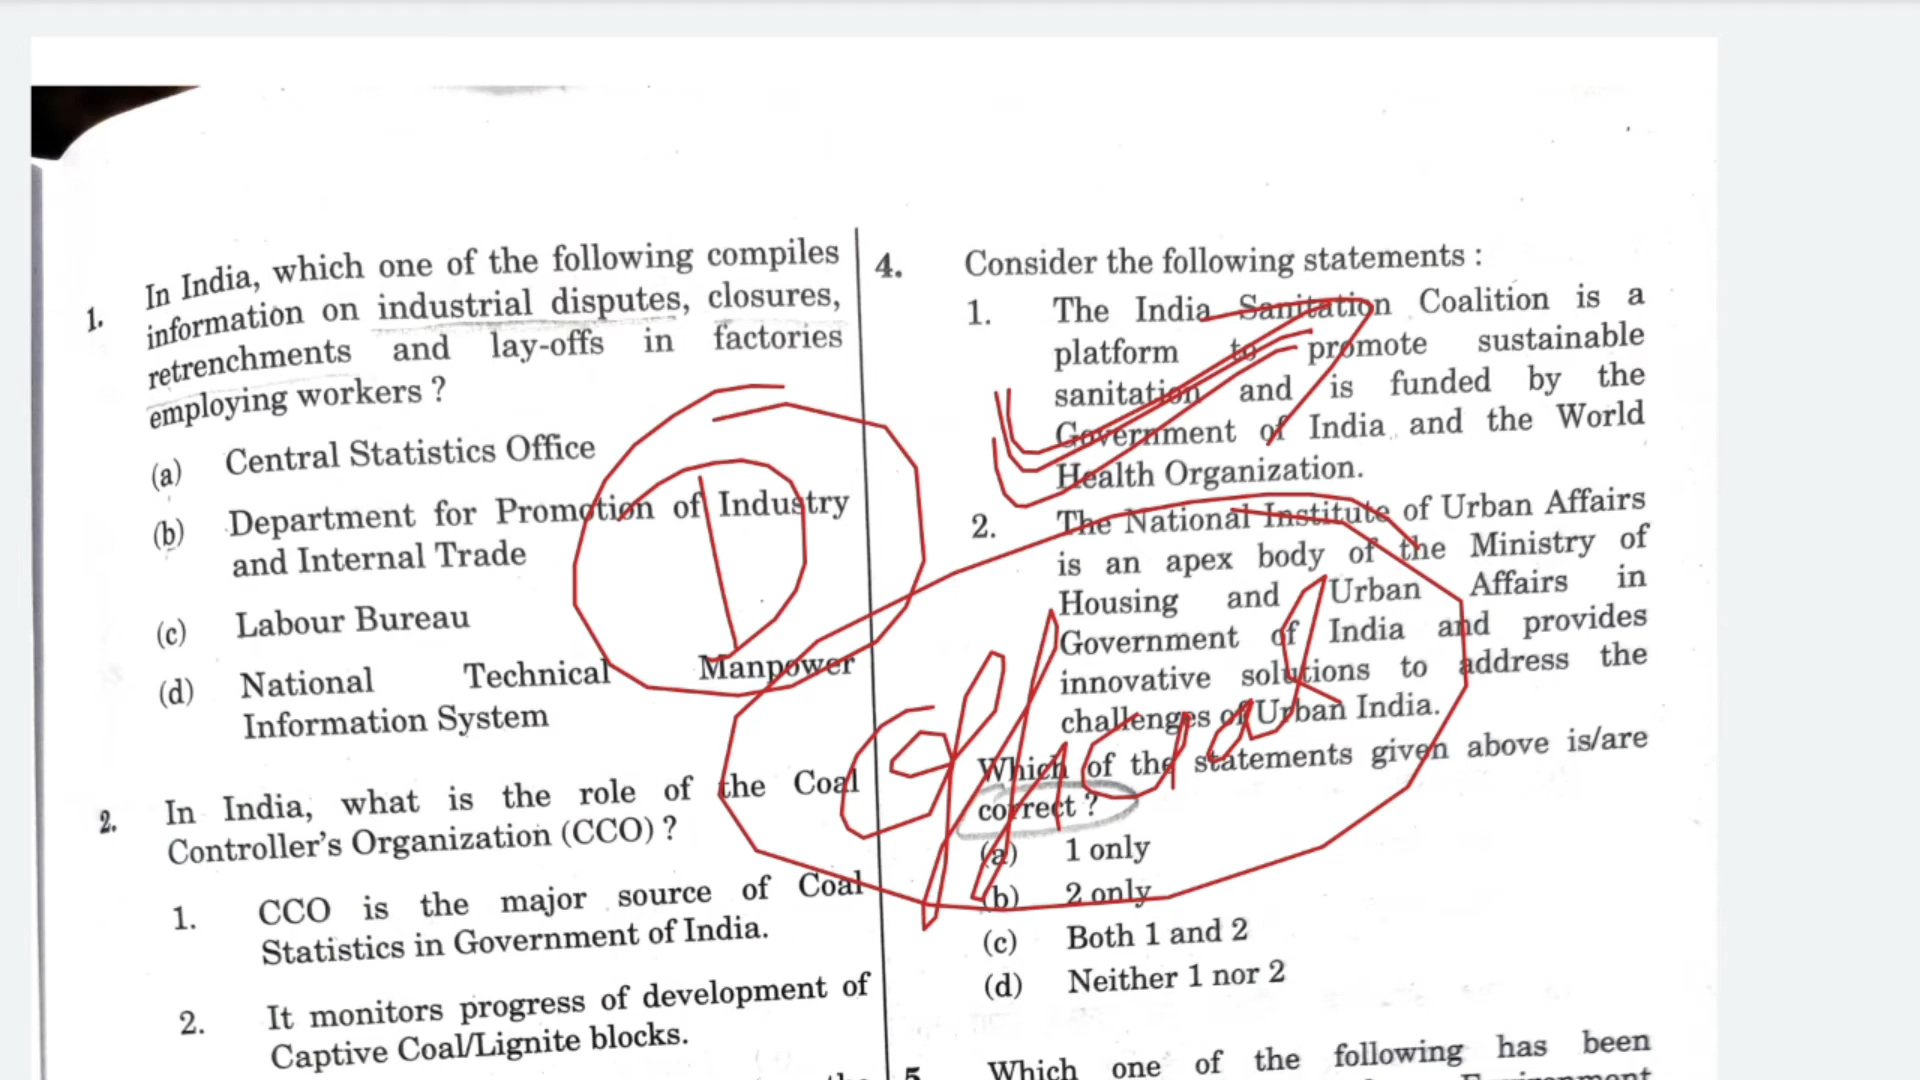 1. In India, which one of the following compiles
information on industrial disputes, closures,
retrenchments and lay-offs in factories
employing workers ?
(a) Central Statistics Office
(b) Department for Promotion of Industry
and Internal Trade
(c) Labour Bureau
(d) National Technical Manpower
Information System
2. In India, what is the role of the Coal
Controller's Organization (CCO) ?
1. CCO is the major source of Coal
Statistics in Government of India.
2. It monitors progress of development of
Captive Coal/Lignite blocks.
4. Consider the following statements :
1. The India Sanitation Coalition is a
platform to promote sustainable
sanitation and is funded by the
Government of India and the World
Health Organization.
2. The National Institute of Urban Affairs
is an apex body of the Ministry of
Housing and Urban Affairs in
Government of India and provides
innovative solutions to address the
challenges of Urban India.
Which of the statements given above is/are
correct ?
(a) 1 only
(b) 2 only
(c) Both 1 and 2
(d) Neither 1 nor 2
5. Which one of the following has been